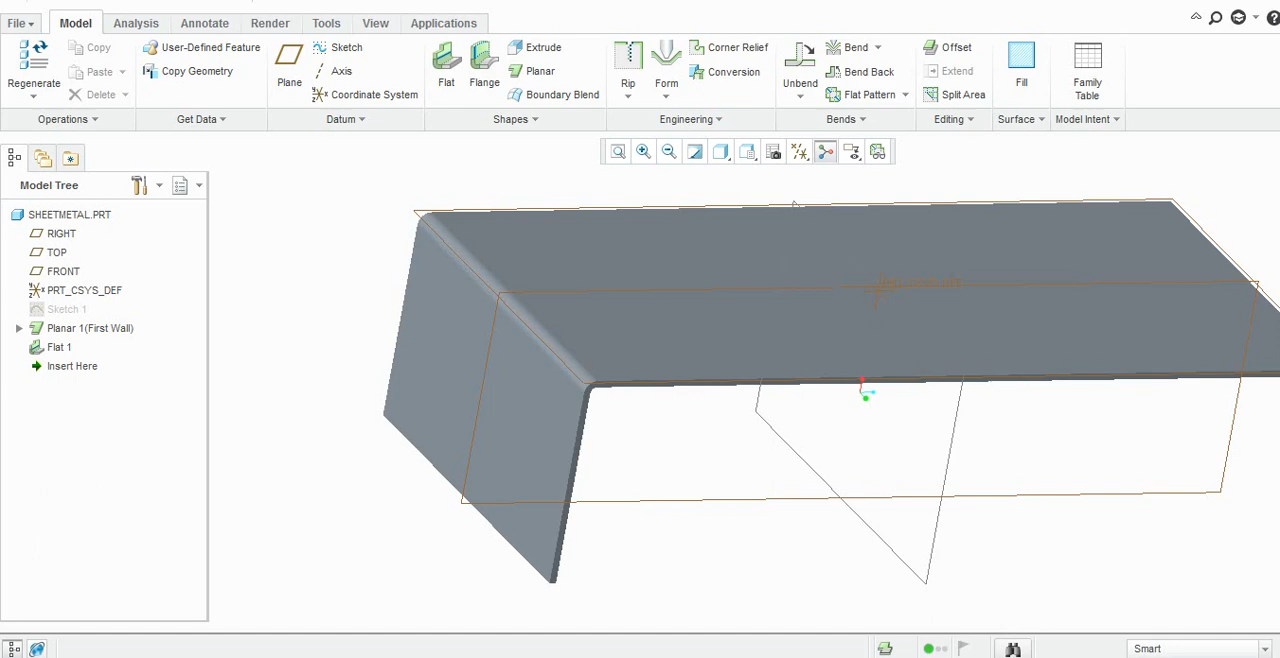 File Model Analysis Annotate Render Tools View Applications
Regenerate Copy Paste Delete
User-Defined Feature
Copy Geometry
Plane Sketch Axis Coordinate System
Flat Flange Extrude Planar Boundary Blend
Rip Form Corner Relief Conversion
Unbend Bend Bend Back Flat Pattern
Offset Extend Split Area
Fill
Family Table
Operations Get Data Datum Shapes Engineering Bends Editing Surface Model Intent
Model Tree
SHEETMETAL.PRT
RIGHT
TOP
FRONT
PRT_CSYS_DEF
Sketch 1
Planar 1(First Wall)
Flat 1
Insert Here
Smart